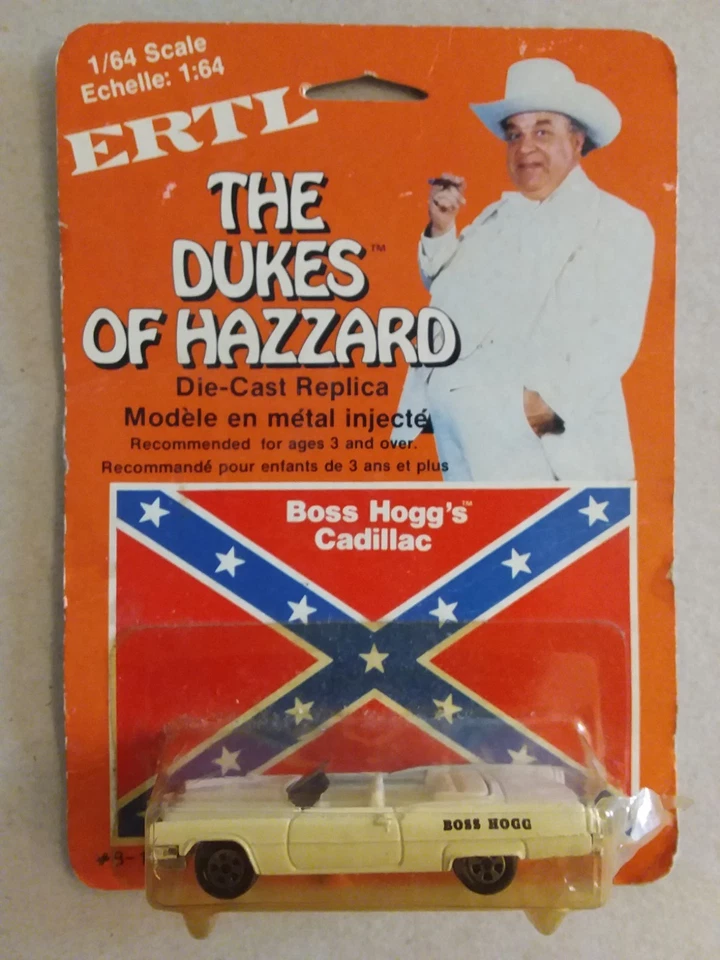 1/64 Scale
Echelle: 1:64
ERTL
THE
DUKES™
OF HAZZARD
Die-Cast Replica
Modèle en métal injecté
Recommended for ages 3 and over.
Recommandé pour enfants de 3 ans et plus
Boss Hogg's™
Cadillac
BOSS HOGG